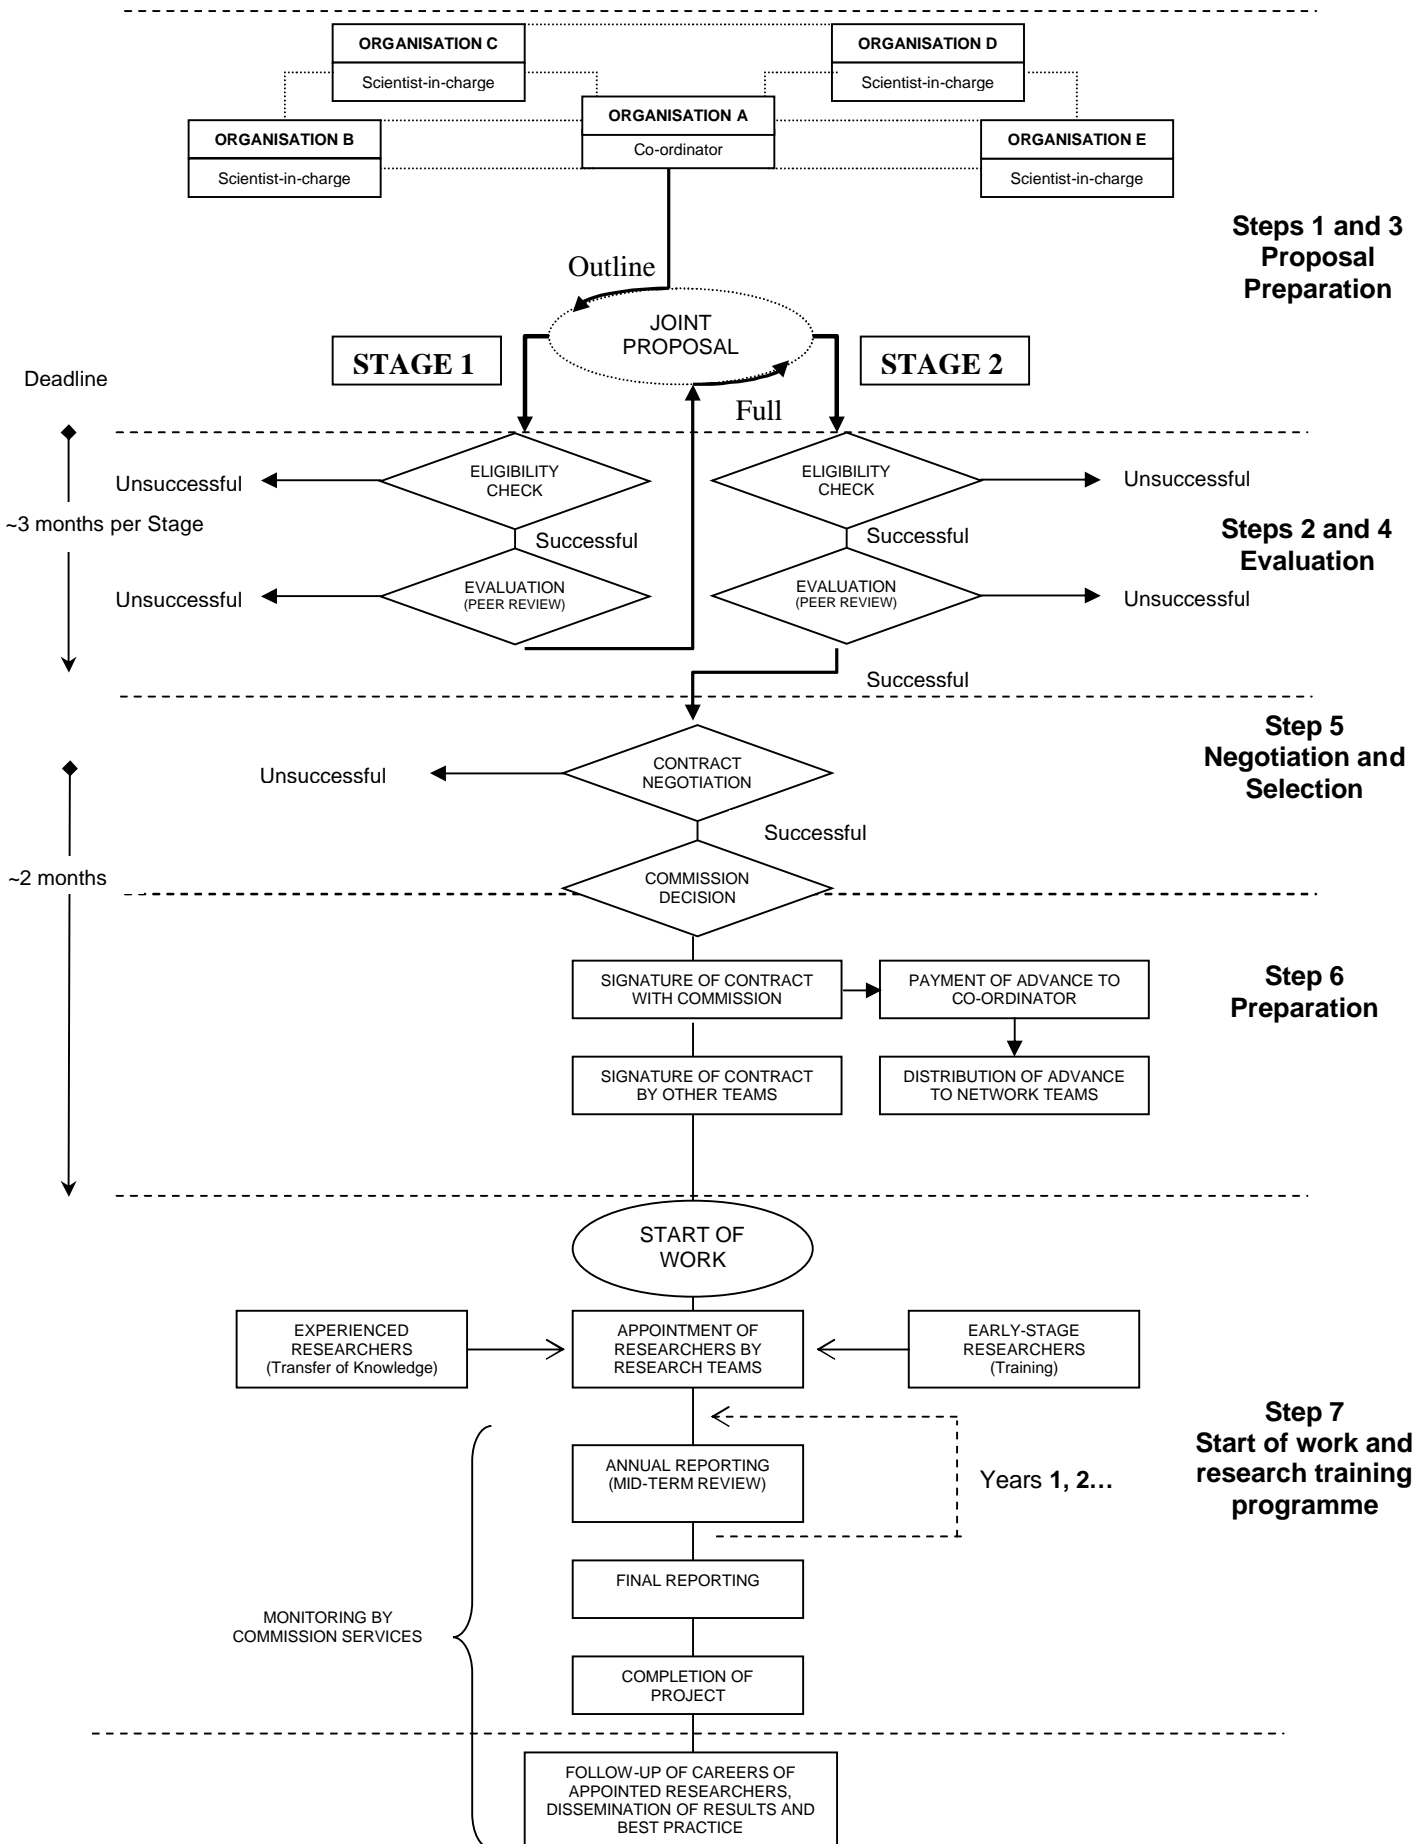 ORGANISATION C
Scientist-in-charge
ORGANISATION D
Scientist-in-charge
ORGANISATION A
Co-ordinator
ORGANISATION B
Scientist-in-charge
ORGANISATION E
Scientist-in-charge
Steps 1 and 3
Proposal
Preparation
Outline
JOINT
PROPOSAL
STAGE 1
STAGE 2
Deadline
Full
ELIGIBILITY
CHECK
Unsuccessful
ELIGIBILITY
CHECK
Unsuccessful
~3 months per Stage
Successful
Successful
Steps 2 and 4
Evaluation
EVALUATION
(PEER REVIEW)
Unsuccessful
EVALUATION
(PEER REVIEW)
Unsuccessful
Successful
Step 5
Negotiation and
Selection
CONTRACT
NEGOTIATION
Unsuccessful
Successful
~2 months
COMMISSION
DECISION
SIGNATURE OF CONTRACT
WITH COMMISSION
PAYMENT OF ADVANCE TO
CO-ORDINATOR
Step 6
Preparation
SIGNATURE OF CONTRACT
BY OTHER TEAMS
DISTRIBUTION OF ADVANCE
TO NETWORK TEAMS
START OF
WORK
EXPERIENCED
RESEARCHERS
(Transfer of Knowledge)
APPOINTMENT OF
RESEARCHERS BY
RESEARCH TEAMS
EARLY-STAGE
RESEARCHERS
(Training)
Step 7
Start of work and
research training
programme
ANNUAL REPORTING
(MID-TERM REVIEW)
Years 1, 2…
FINAL REPORTING
MONITORING BY
COMMISSION SERVICES
COMPLETION OF
PROJECT
FOLLOW-UP OF CAREERS OF
APPOINTED RESEARCHERS,
DISSEMINATION OF RESULTS AND
BEST PRACTICE